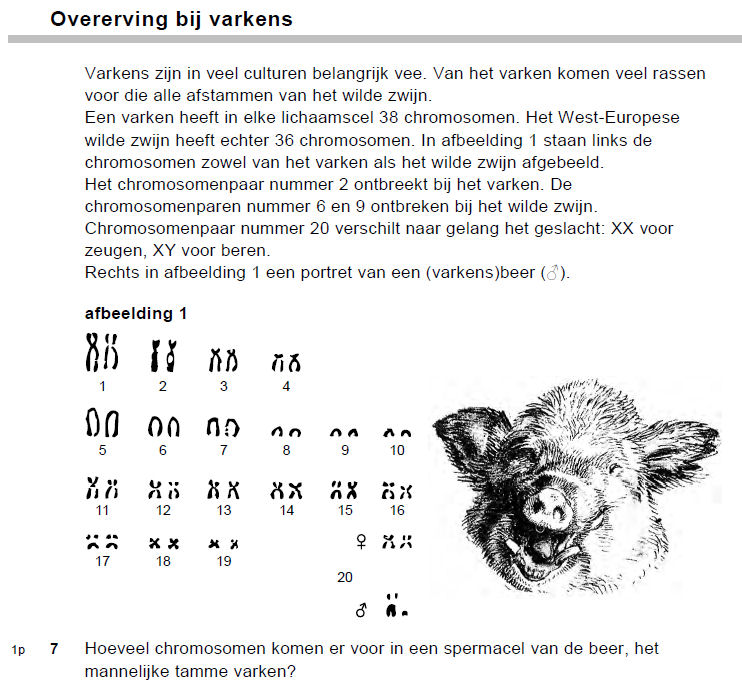 Overerving bij varkens
Varkens zijn in veel culturen belangrijk vee. Van het varken komen veel rassen
voor die alle afstammen van het wilde zwijn.
Een varken heeft in elke lichaamscel 38 chromosomen. Het West-Europese
wilde zwijn heeft echter 36 chromosomen. In afbeelding 1 staan links de
chromosomen zowel van het varken als het wilde zwijn afgebeeld.
Het chromosomenpaar nummer 2 ontbreekt bij het varken. De
chromosomenparen nummer 6 en 9 ontbreken bij het wilde zwijn.
Chromosomenpaar nummer 20 verschilt naar gelang het geslacht: XX voor
zeugen, XY voor beren.
Rechts in afbeelding 1 een portret van een (varkens)beer (♂).
afbeelding 1
1 2 3 4
5 6 7 8 9 10
11 12 13 14 15 16
♀
17 18 19
20
♂
1p 7 Hoeveel chromosomen komen er voor in een spermacel van de beer, het
mannelijke tamme varken?